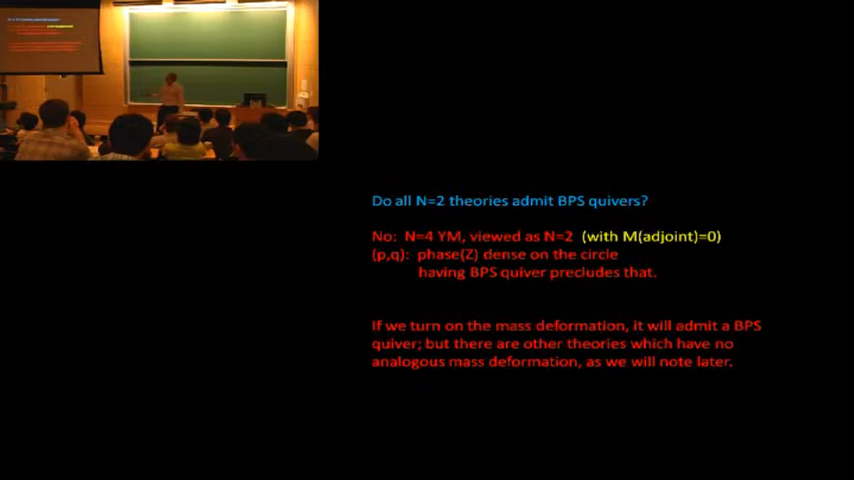 Do all N=2 theories admit BPS quivers?
No: N=4 YM, viewed as N=2 (with M(adjoint)=0)
(p,q): phase(Z) dense on the circle
having BPS quiver precludes that.
If we turn on the mass deformation, it will admit a BPS
quiver; but there are other theories which have no
analogous mass deformation, as we will note later.